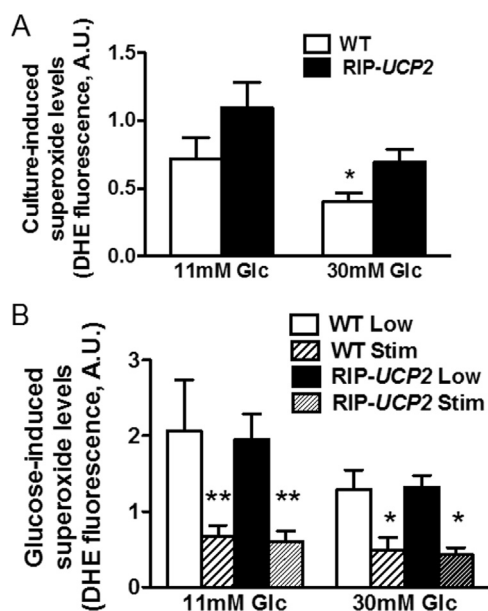 A
Culture-induced
superoxide levels
(DHE fluorescence, A.U.)
1.5
1.0
0.5
0.0
WT
RIP-UCP2
*
11mM Glc
30mM Glc
B
Glucose-induced
superoxide levels
(DHE fluorescence, A.U.)
3
2
1
0
WT Low
WT Stim
RIP-UCP2 Low
RIP-UCP2 Stim
**
**
*
*
11mM Glc
30mM Glc